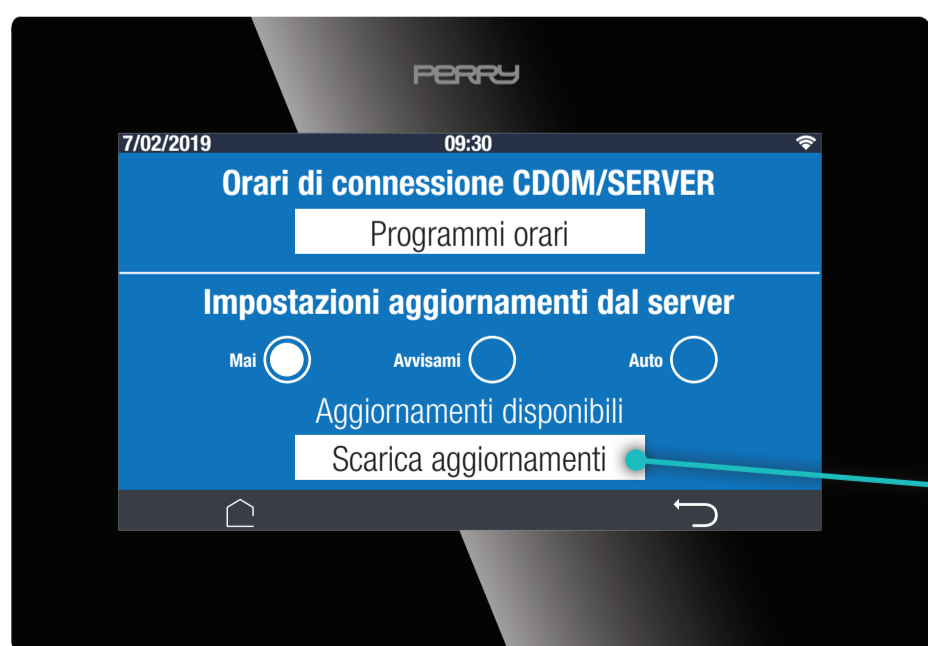 PERRY
7/02/2019 09:30
Orari di connessione CDOM/SERVER
Programmi orari
Impostazioni aggiornamenti dal server
Mai Avvisami Auto
Aggiornamenti disponibili
Scarica aggiornamenti